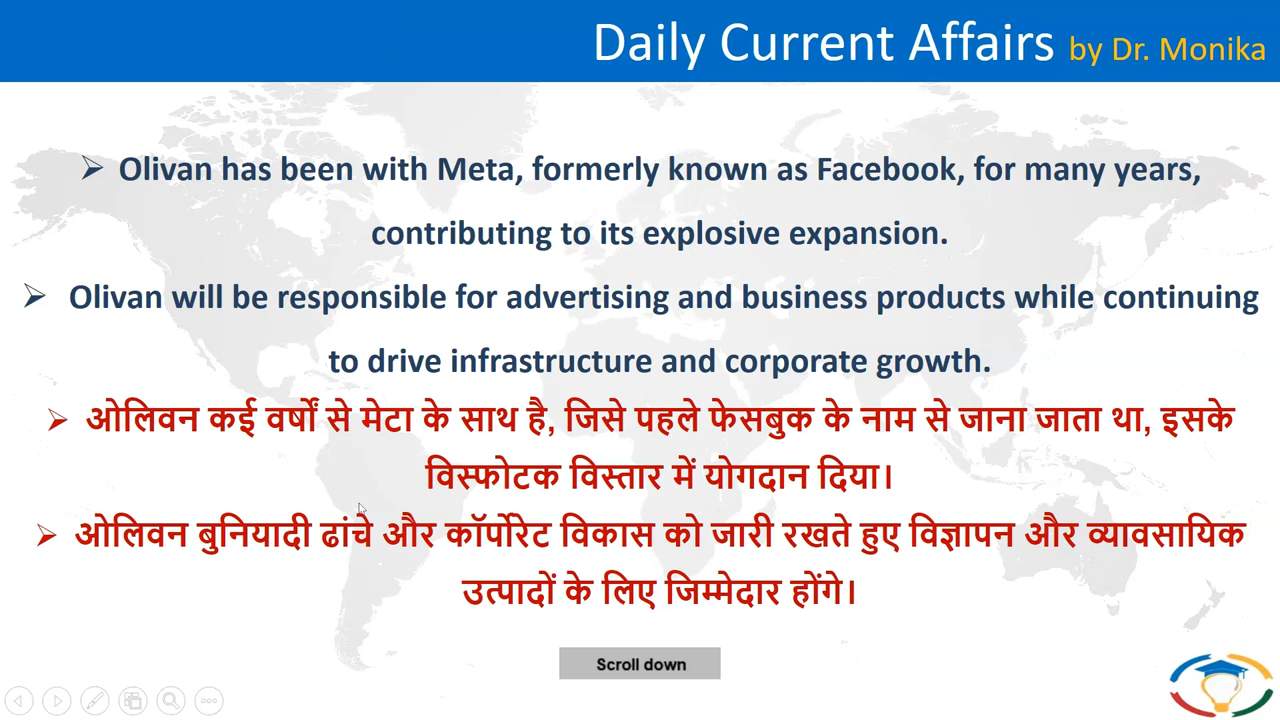 Daily Current Affairs by Dr. Monika
➢ Olivan has been with Meta, formerly known as Facebook, for many years,
contributing to its explosive expansion.
➢ Olivan will be responsible for advertising and business products while continuing
to drive infrastructure and corporate growth.
➢ ओलिवन कई वर्षों से मेटा के साथ है, जिसे पहले फेसबुक के नाम से जाना जाता था, इसके
विस्फोटक विस्तार में योगदान दिया।
➢ ओलिवन बुनियादी ढांचे और कॉर्पोरेट विकास को जारी रखते हुए विज्ञापन और व्यावसायिक
उत्पादों के लिए जिम्मेदार होंगे।
Scroll down